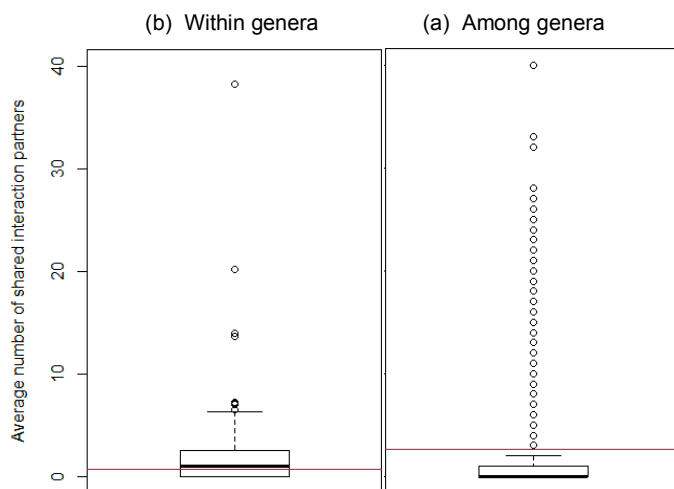 (b) Within genera
(a) Among genera
Average number of shared interaction partners
40
30
20
10
0